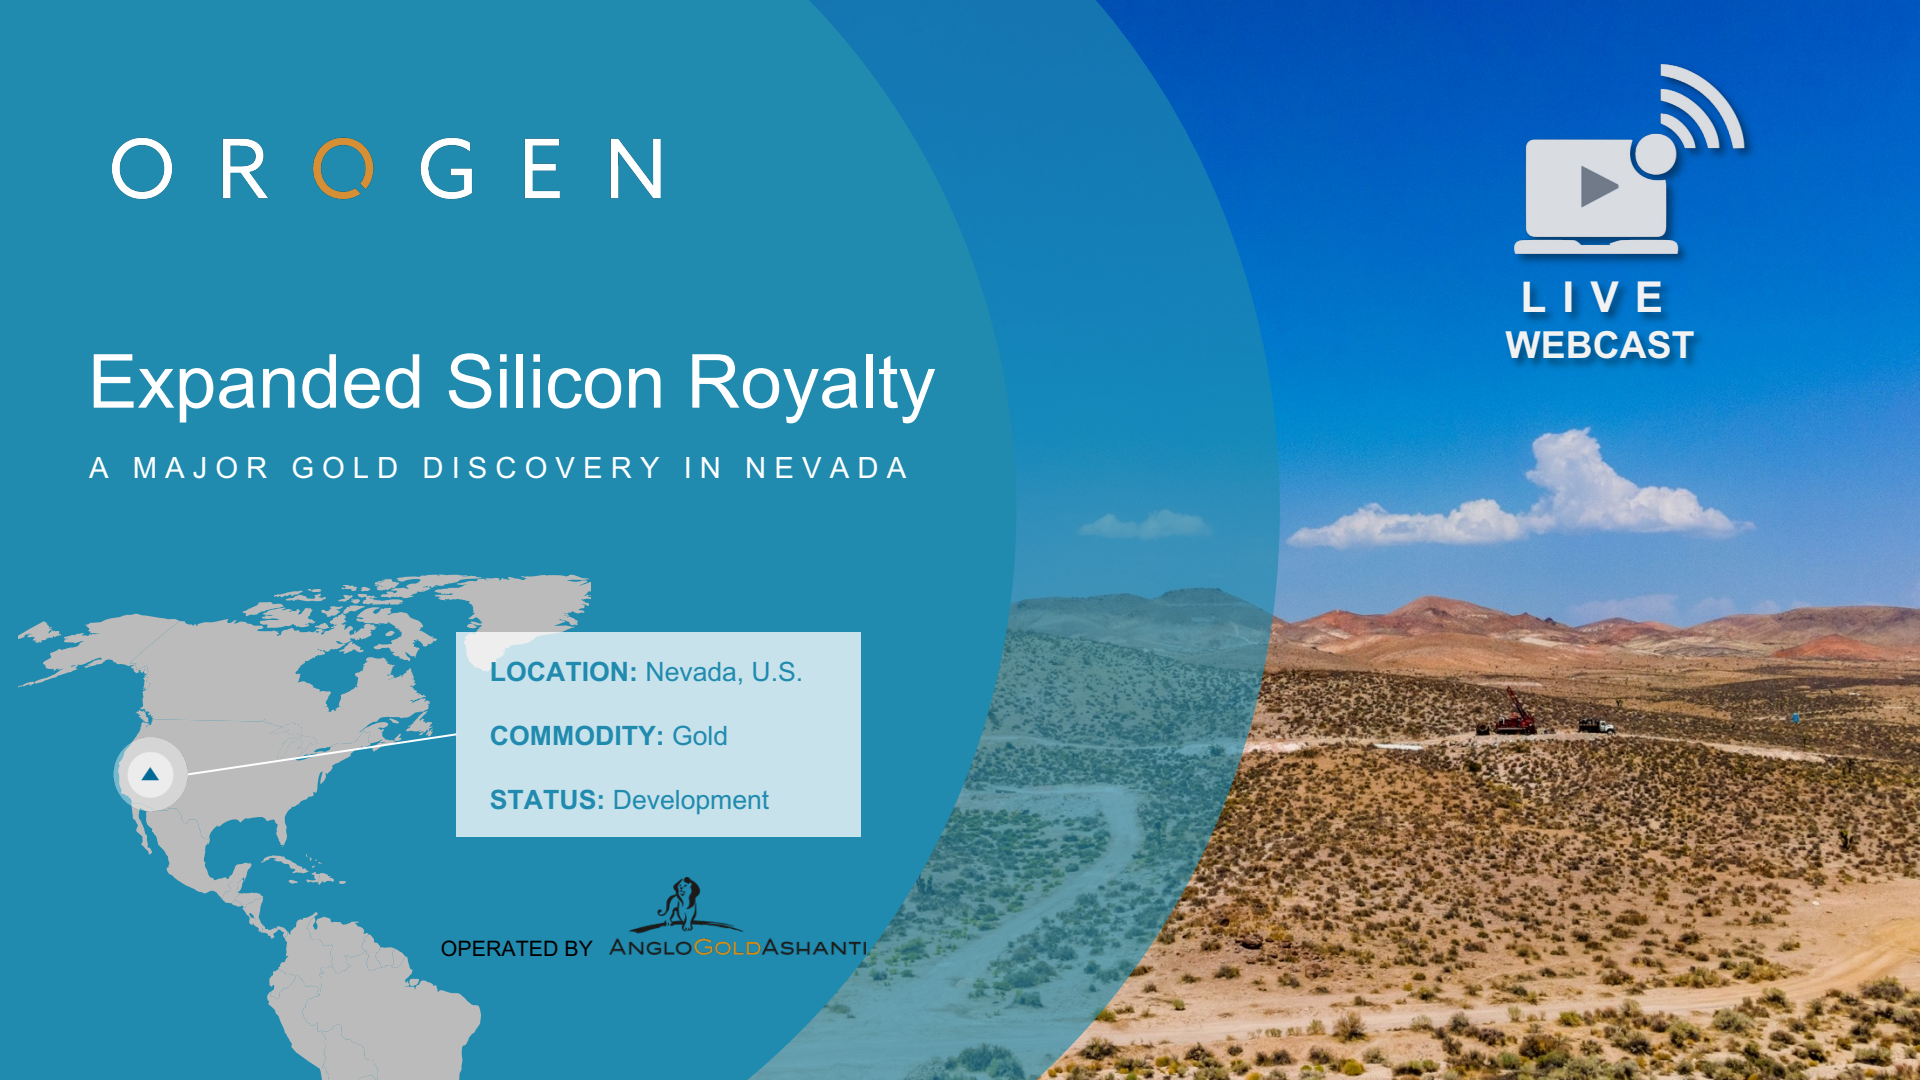 OROGEN
LIVE
WEBCAST
Expanded Silicon Royalty
A MAJOR GOLD DISCOVERY IN NEVADA
LOCATION: Nevada, U.S.
COMMODITY: Gold
STATUS: Development
OPERATED BY ANGLOGOLDASHANTI